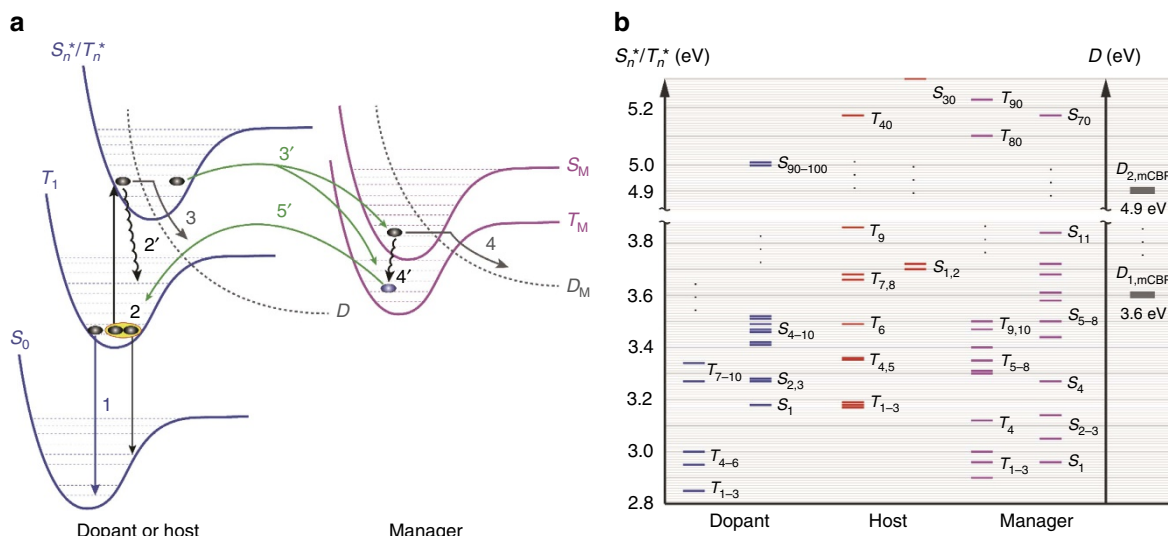 a
Sn*/Tn*
T1
S0
1
2
2′
3
3′
4
4′
5′
D
SM
TM
DM
Dopant or host
Manager
b
Sn*/Tn* (eV)
D (eV)
5.2
5.0
4.9
3.8
3.6
3.4
3.2
3.0
2.8
T7–10
T4–6
T1–3
S90–100
S4–10
S2,3
S1
T40
T9
T7,8
T6
T4,5
T1–3
S30
S1,2
T90
T80
T9,10
T5–8
T4
T1–3
S70
S11
S5–8
S4
S2–3
S1
D2,mCBP
4.9 eV
D1,mCBP
3.6 eV
Dopant
Host
Manager